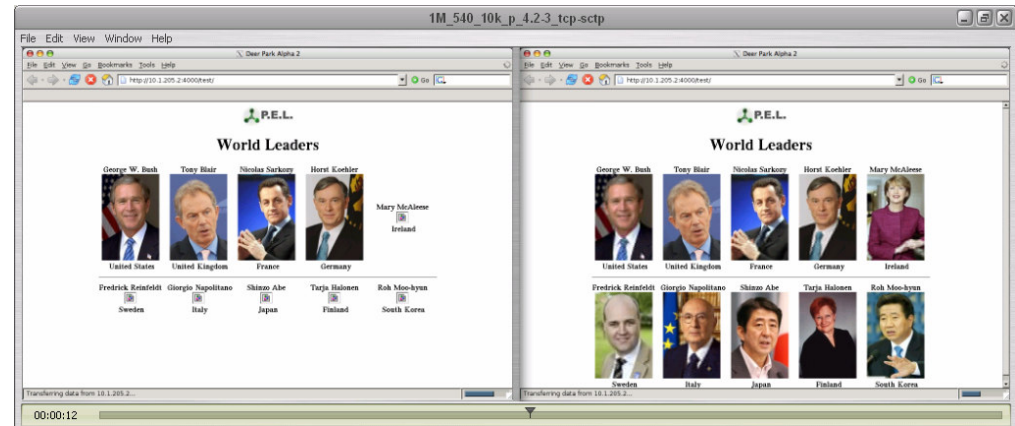 1M_540_10k_p_4.2-3_tcp-sctp
File Edit View Window Help
Deer Park Alpha 2
File Edit View Go Bookmarks Tools Help
http://10.1.205.2:4000/test/
Go
P.E.L.
World Leaders
George W. Bush Tony Blair Nicolas Sarkozy Horst Koehler
Mary McAleese
Ireland
United States United Kingdom France Germany
Fredrick Reinfeldt Giorgio Napolitano Shinzo Abe Tarja Halonen Roh Moo-hyun
Sweden Italy Japan Finland South Korea
Transferring data from 10.1.205.2...
Deer Park Alpha 2
File Edit View Go Bookmarks Tools Help
http://10.1.205.2:4000/test/
Go
P.E.L.
World Leaders
George W. Bush Tony Blair Nicolas Sarkozy Horst Koehler Mary McAleese
United States United Kingdom France Germany Ireland
Fredrick Reinfeldt Giorgio Napolitano Shinzo Abe Tarja Halonen Roh Moo-hyun
Sweden Italy Japan Finland South Korea
Transferring data from 10.1.205.2...
00:00:12